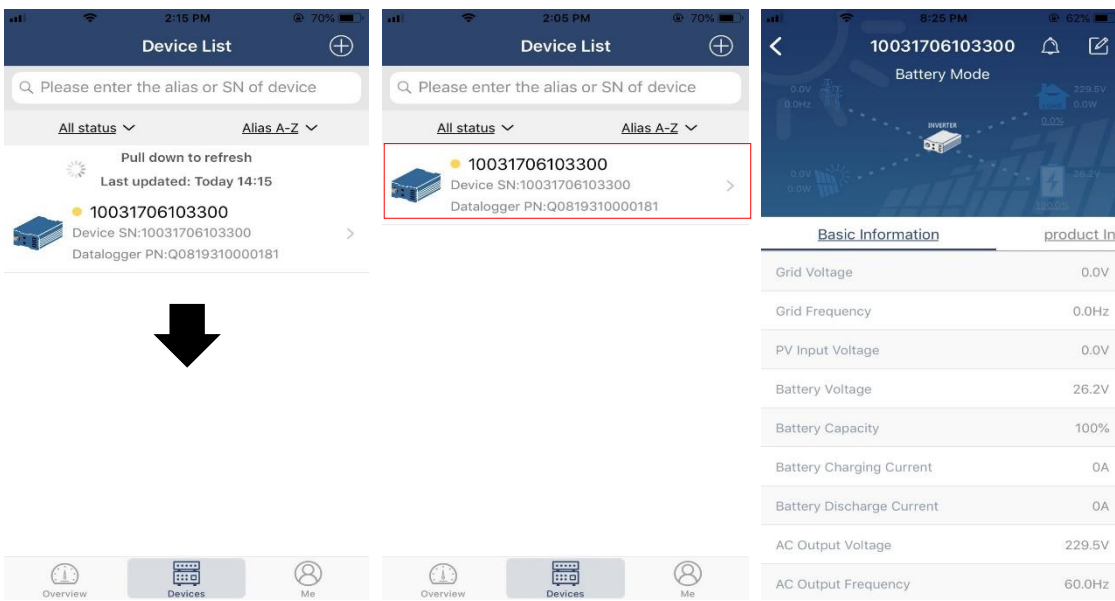 2:15 PM
70%
Device List
Please enter the alias or SN of device
All status
Alias A-Z
Pull down to refresh
Last updated: Today 14:15
10031706103300
Device SN:10031706103300
Datalogger PN:Q0819310000181
Overview
Devices
Me
2:05 PM
70%
Device List
Please enter the alias or SN of device
All status
Alias A-Z
10031706103300
Device SN:10031706103300
Datalogger PN:Q0819310000181
Overview
Devices
Me
8:25 PM
62%
10031706103300
Battery Mode
0.0V
0.0Hz
229.5V
0.0W
0.0%
INVERTER
0.0V
0.0W
26.2V
100.0%
Basic Information
product In
Grid Voltage 0.0V
Grid Frequency 0.0Hz
PV Input Voltage 0.0V
Battery Voltage 26.2V
Battery Capacity 100%
Battery Charging Current 0A
Battery Discharge Current 0A
AC Output Voltage 229.5V
AC Output Frequency 60.0Hz